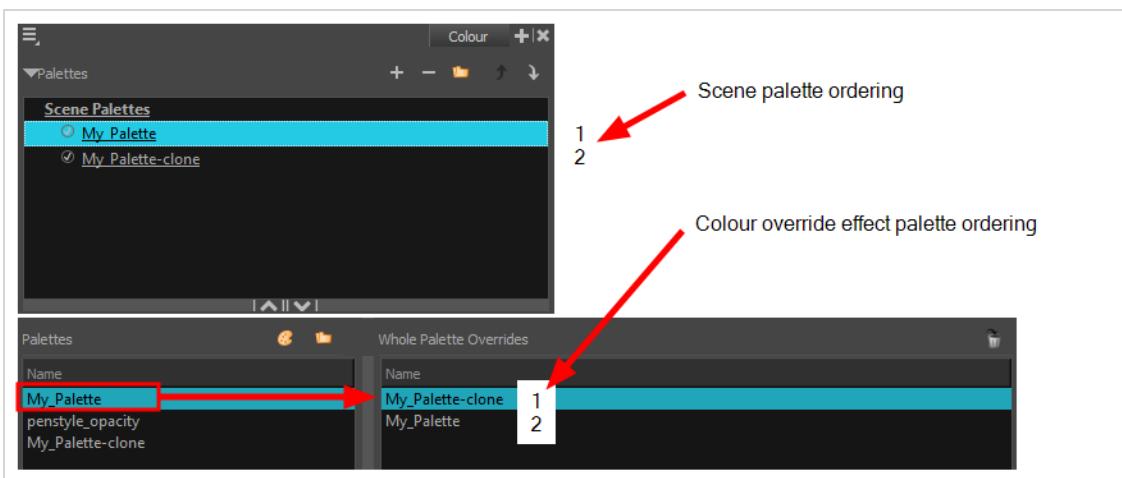 Colour
Palettes
Scene Palettes
My_Palette
My_Palette-clone
1
2
Scene palette ordering
Colour override effect palette ordering
Palettes
Name
My_Palette
penstyle_opacity
My_Palette-clone
Whole Palette Overrides
Name
My_Palette-clone 1
My_Palette 2